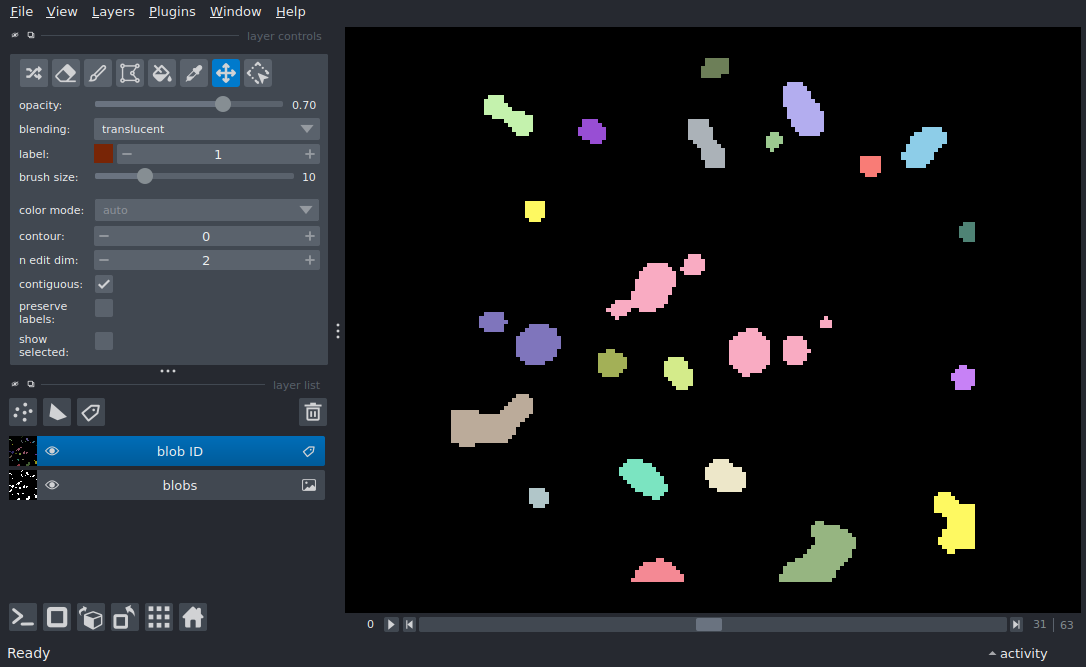 File View Layers Plugins Window Help
layer controls
opacity: 0.70
blending: translucent
label: 1
brush size: 10
color mode: auto
contour: 0
n edit dim: 2
contiguous:
preserve
labels:
show
selected:
layer list
blob ID
blobs
0 31 63
Ready activity